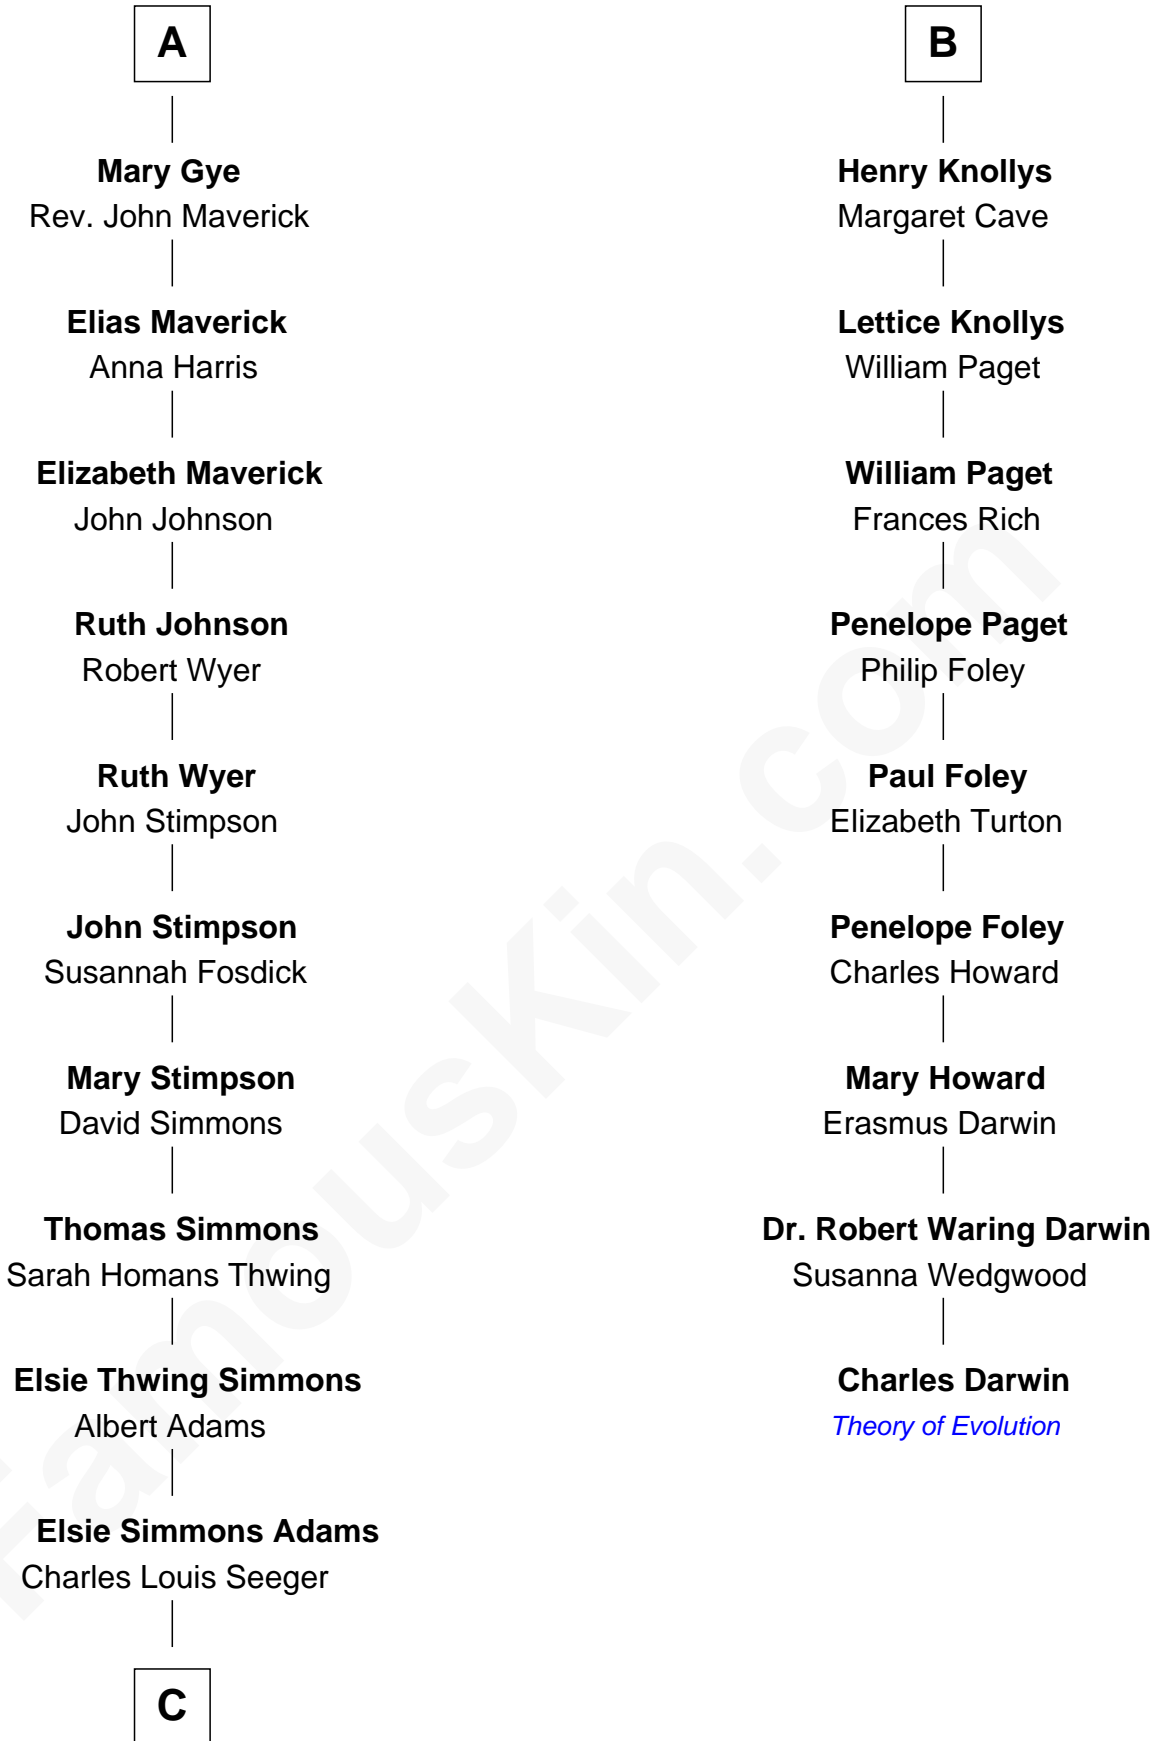 A
Mary Gye
Rev. John Maverick
Elias Maverick
Anna Harris
Elizabeth Maverick
John Johnson
Ruth Johnson
Robert Wyer
Ruth Wyer
John Stimpson
John Stimpson
Susannah Fosdick
Mary Stimpson
David Simmons
Thomas Simmons
Sarah Homans Thwing
Elsie Thwing Simmons
Albert Adams
Elsie Simmons Adams
Charles Louis Seeger
C
B
Henry Knollys
Margaret Cave
Lettice Knollys
William Paget
William Paget
Frances Rich
Penelope Paget
Philip Foley
Paul Foley
Elizabeth Turton
Penelope Foley
Charles Howard
Mary Howard
Erasmus Darwin
Dr. Robert Waring Darwin
Susanna Wedgwood
Charles Darwin
Theory of Evolution
FamousKin.com